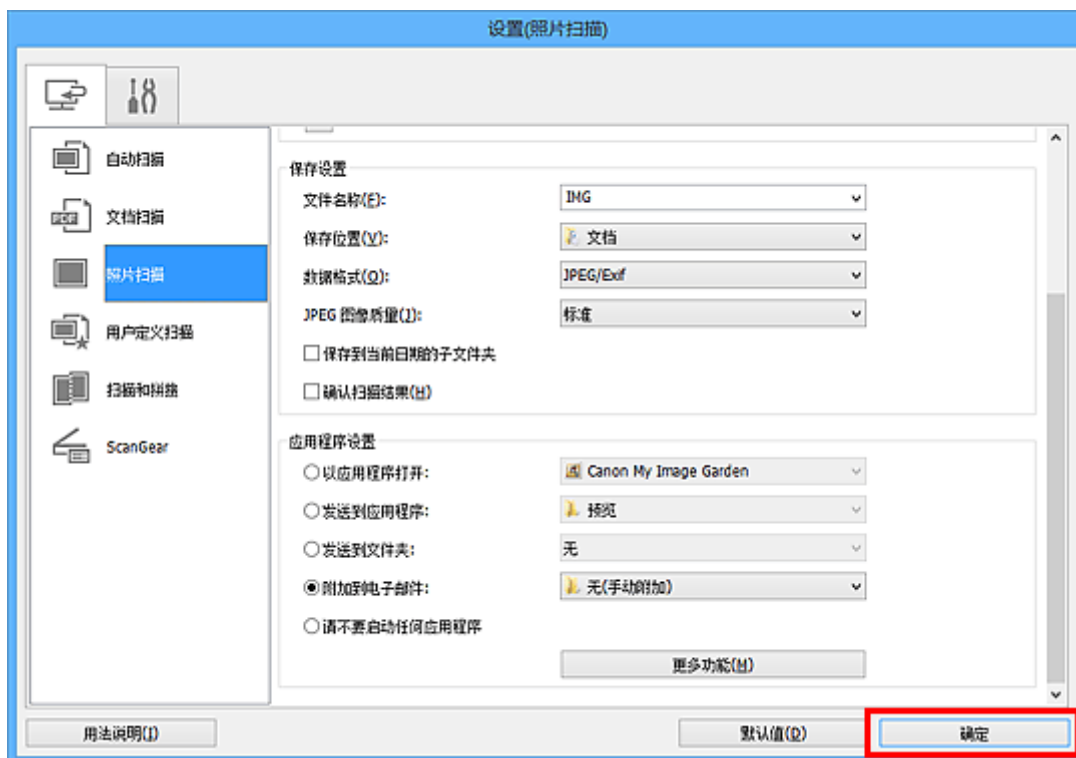 设置(照片扫描)
自动扫描
PDF
文档扫描
照片扫描
用户定义扫描
扫描和拼接
ScanGear
保存设置
文件名称(F): IMG
保存位置(V): 文档
数据格式(O): JPEG/Exif
JPEG 图像质量(J): 标准
保存到当前日期的子文件夹
确认扫描结果(H)
应用程序设置
以应用程序打开: Canon My Image Garden
发送到应用程序: 预览
发送到文件夹: 无
附加到电子邮件: 无(手动附加)
请不要启动任何应用程序
更多功能(M)
用法说明(I) 默认值(D) 确定